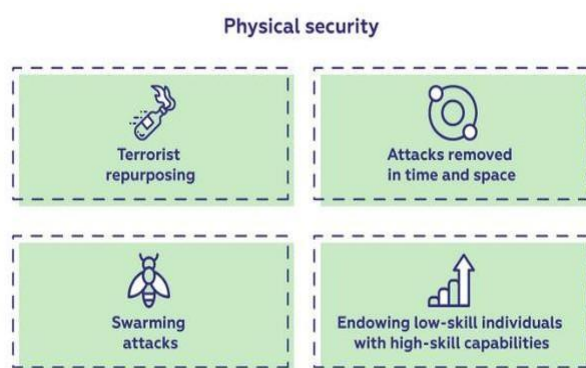 Physical security
Terrorist
repurposing
Attacks removed
in time and space
Swarming
attacks
Endowing low-skill individuals
with high-skill capabilities